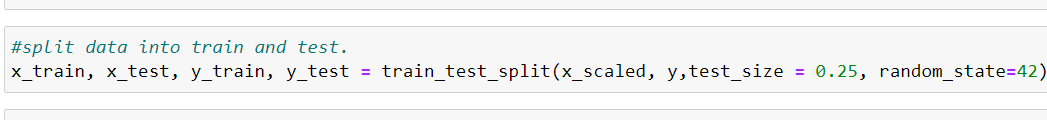 #split data into train and test.
x_train, x_test, y_train, y_test = train_test_split(x_scaled, y,test_size = 0.25, random_state=42)